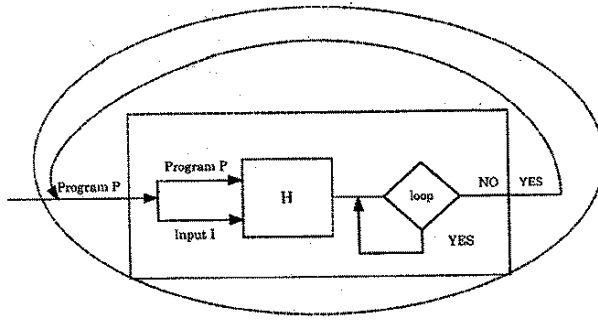 Program P
Program P
H
Input I
loop
NO
YES
YES